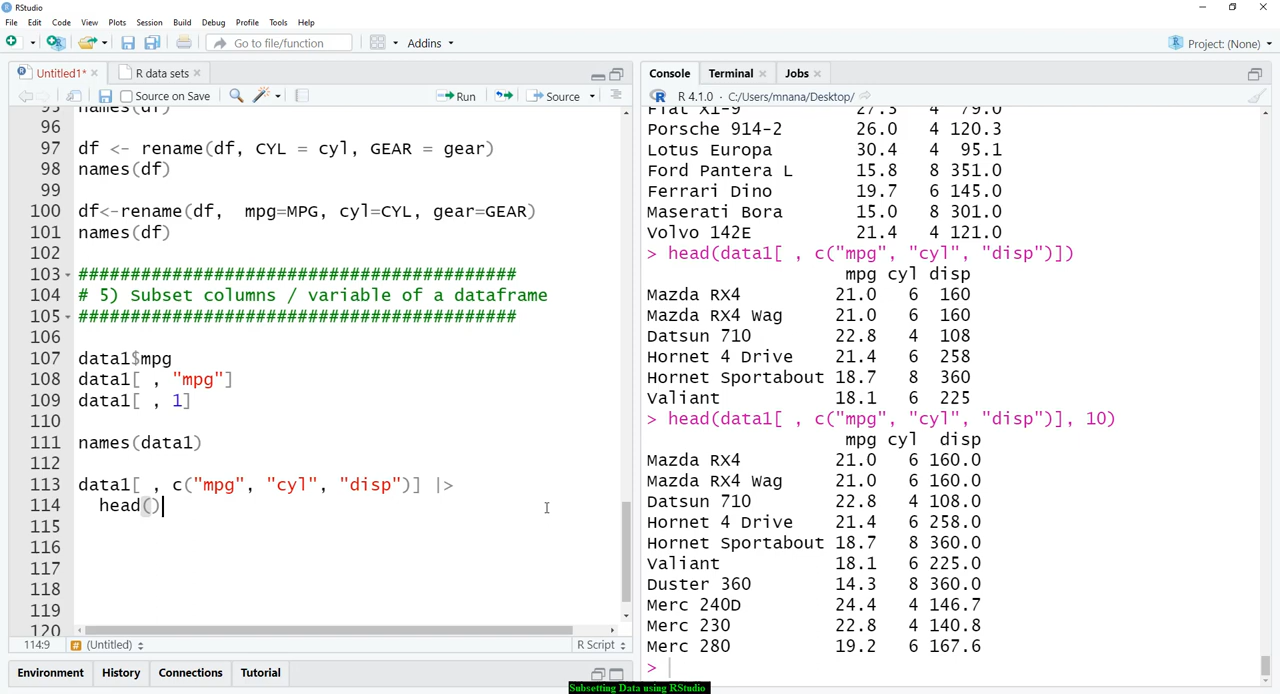 RStudio
File Edit Code View Plots Session Build Debug Profile Tools Help
Go to file/function Addins Project: (None)
Untitled1* R data sets
Source on Save Run Source
95 names(df)
96
97 df <- rename(df, CYL = cyl, GEAR = gear)
98 names(df)
99
100 df<-rename(df,  mpg=MPG, cyl=CYL, gear=GEAR)
101 names(df)
102
103 ##########################################
104 # 5) Subset columns / variable of a dataframe
105 ##########################################
106
107 data1$mpg
108 data1[ , "mpg"]
109 data1[ , 1]
110
111 names(data1)
112
113 data1[ , c("mpg", "cyl", "disp")] |>
114   head()
115
116
117
118
119
120
114:9 (Untitled) R Script
Environment History Connections Tutorial
Console Terminal Jobs
R 4.1.0 · C:/Users/mnana/Desktop/
Fiat X1-9 27.3 4 79.0
Porsche 914-2 26.0 4 120.3
Lotus Europa 30.4 4 95.1
Ford Pantera L 15.8 8 351.0
Ferrari Dino 19.7 6 145.0
Maserati Bora 15.0 8 301.0
Volvo 142E 21.4 4 121.0
> head(data1[ , c("mpg", "cyl", "disp")])
mpg cyl disp
Mazda RX4 21.0 6 160
Mazda RX4 Wag 21.0 6 160
Datsun 710 22.8 4 108
Hornet 4 Drive 21.4 6 258
Hornet Sportabout 18.7 8 360
Valiant 18.1 6 225
> head(data1[ , c("mpg", "cyl", "disp")], 10)
mpg cyl disp
Mazda RX4 21.0 6 160.0
Mazda RX4 Wag 21.0 6 160.0
Datsun 710 22.8 4 108.0
Hornet 4 Drive 21.4 6 258.0
Hornet Sportabout 18.7 8 360.0
Valiant 18.1 6 225.0
Duster 360 14.3 8 360.0
Merc 240D 24.4 4 146.7
Merc 230 22.8 4 140.8
Merc 280 19.2 6 167.6
>
Subsetting Data using RStudio